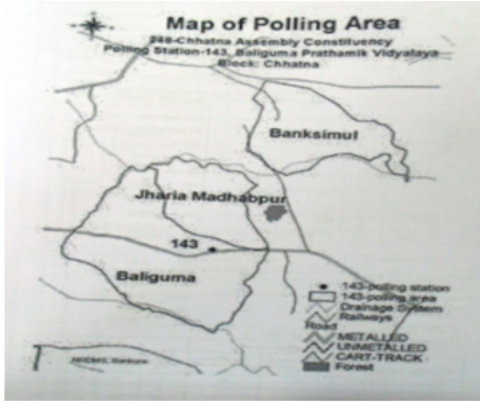 Map of Polling Area
248-Chhatna Assembly Constituency
Polling Station-143, Baliguma Prathamik Vidyalaya
Block: Chhatna
Banksimul
Jharia Madhabpur
143
Baliguma
143-polling station
143-polling area
Drainage System
Railways
Road
METALLED
UNMETALLED
CART-TRACK
Forest